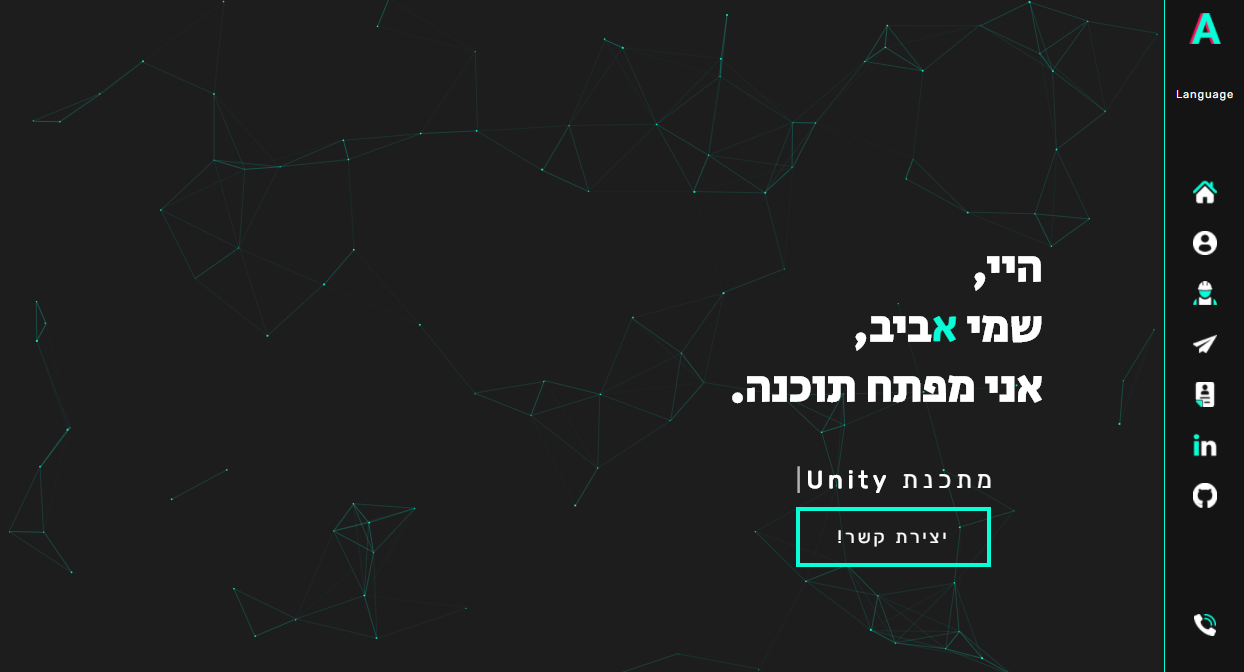 A
Language
היי,
שמי אביב,
אני מפתח תוכנה.
מתכנת Unity|
יצירת קשר!
in